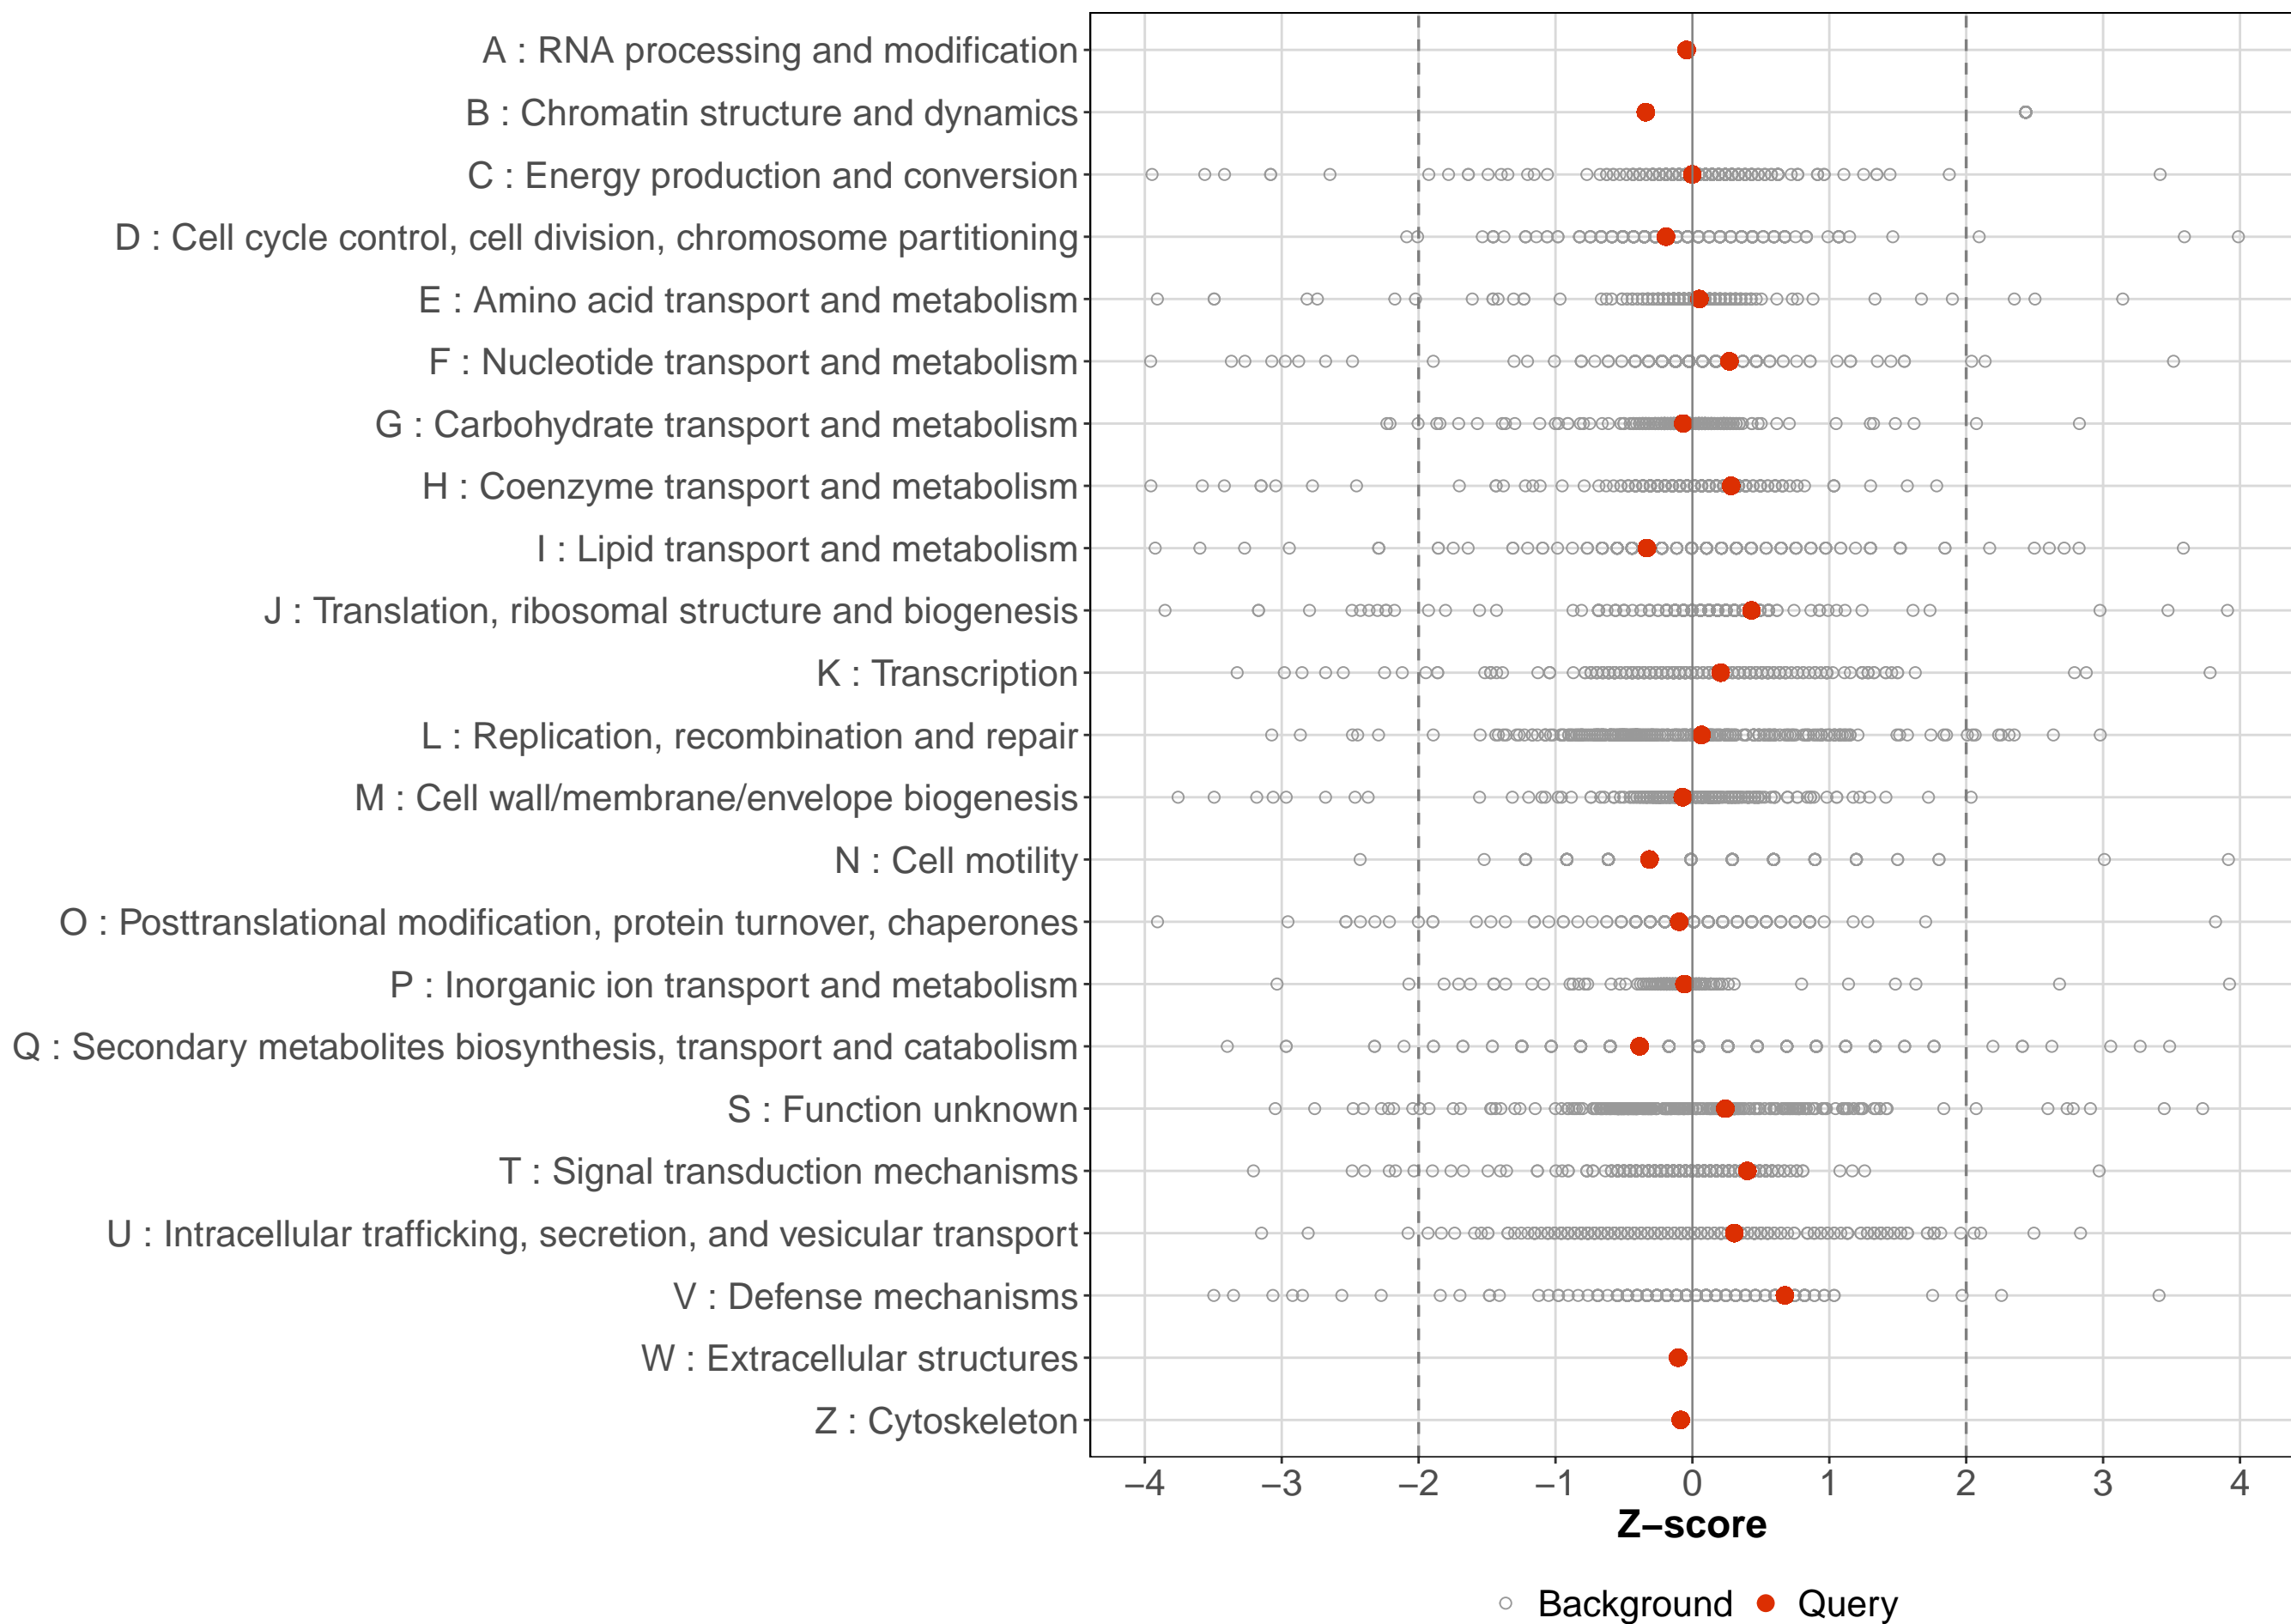 A : RNA processing and modification
B : Chromatin structure and dynamics
C : Energy production and conversion
D : Cell cycle control, cell division, chromosome partitioning
E : Amino acid transport and metabolism
F : Nucleotide transport and metabolism
G : Carbohydrate transport and metabolism
H : Coenzyme transport and metabolism
I : Lipid transport and metabolism
J : Translation, ribosomal structure and biogenesis
K : Transcription
L : Replication, recombination and repair
M : Cell wall/membrane/envelope biogenesis
N : Cell motility
O : Posttranslational modification, protein turnover, chaperones
P : Inorganic ion transport and metabolism
Q : Secondary metabolites biosynthesis, transport and catabolism
S : Function unknown
T : Signal transduction mechanisms
U : Intracellular trafficking, secretion, and vesicular transport
V : Defense mechanisms
W : Extracellular structures
Z : Cytoskeleton
−4 −3 −2 −1 0 1 2 3 4
Z−score
Background Query